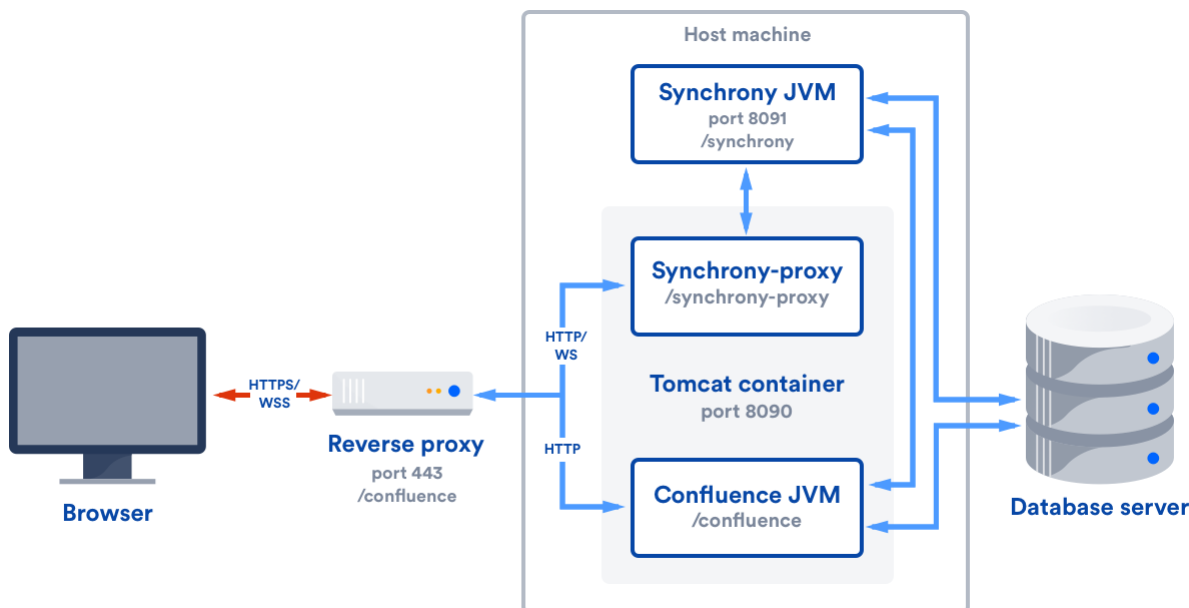 Host machine
Synchrony JVM
port 8091
/synchrony
Synchrony-proxy
/synchrony-proxy
HTTP/
WS
HTTPS/
WSS
Tomcat container
port 8090
Reverse proxy
port 443
/confluence
HTTP
Confluence JVM
/confluence
Browser
Database server